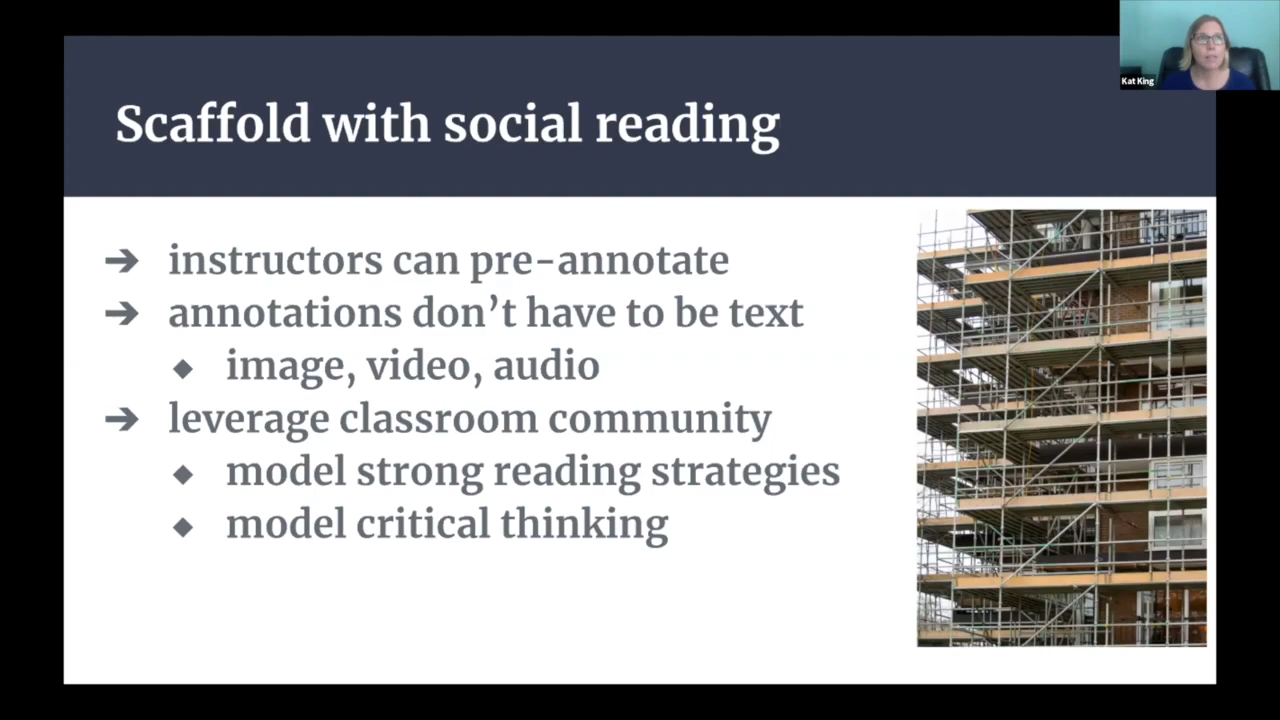 Kat King
Scaffold with social reading
➔ instructors can pre-annotate
➔ annotations don’t have to be text
◆ image, video, audio
➔ leverage classroom community
◆ model strong reading strategies
◆ model critical thinking